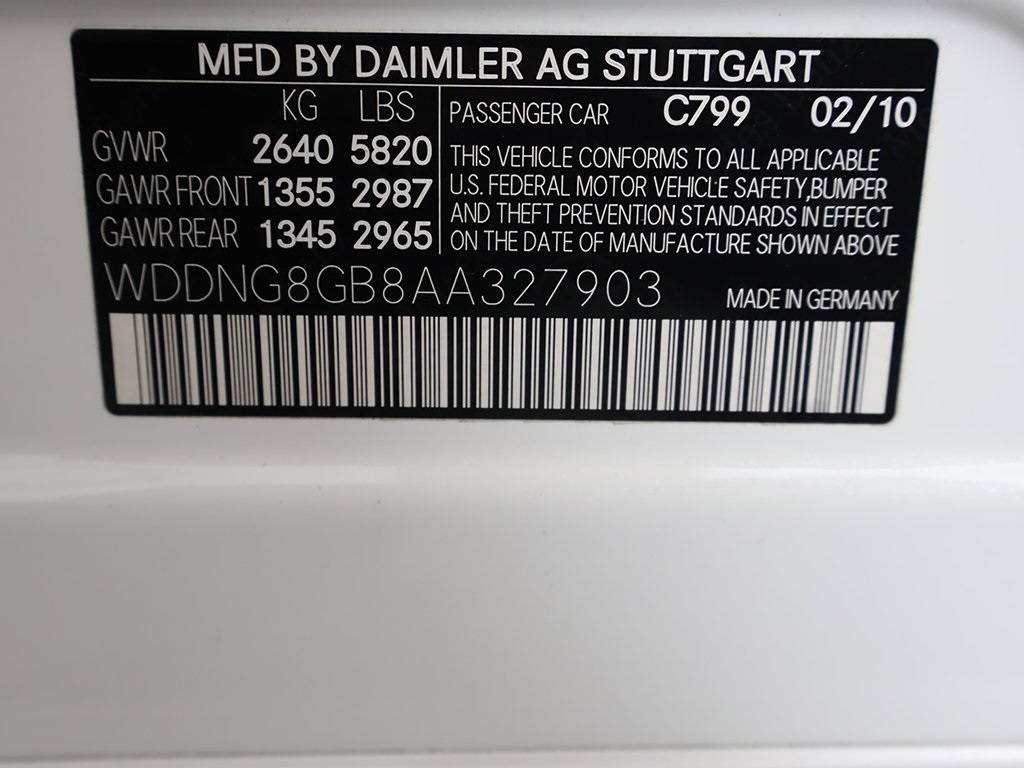 MFD BY DAIMLER AG STUTTGART
KG LBS
GVWR 2640 5820
GAWR FRONT 1355 2987
GAWR REAR 1345 2965
PASSENGER CAR C799 02/10
THIS VEHICLE CONFORMS TO ALL APPLICABLE
U.S. FEDERAL MOTOR VEHICLE SAFETY,BUMPER
AND THEFT PREVENTION STANDARDS IN EFFECT
ON THE DATE OF MANUFACTURE SHOWN ABOVE
WDDNG8GB8AA327903
MADE IN GERMANY